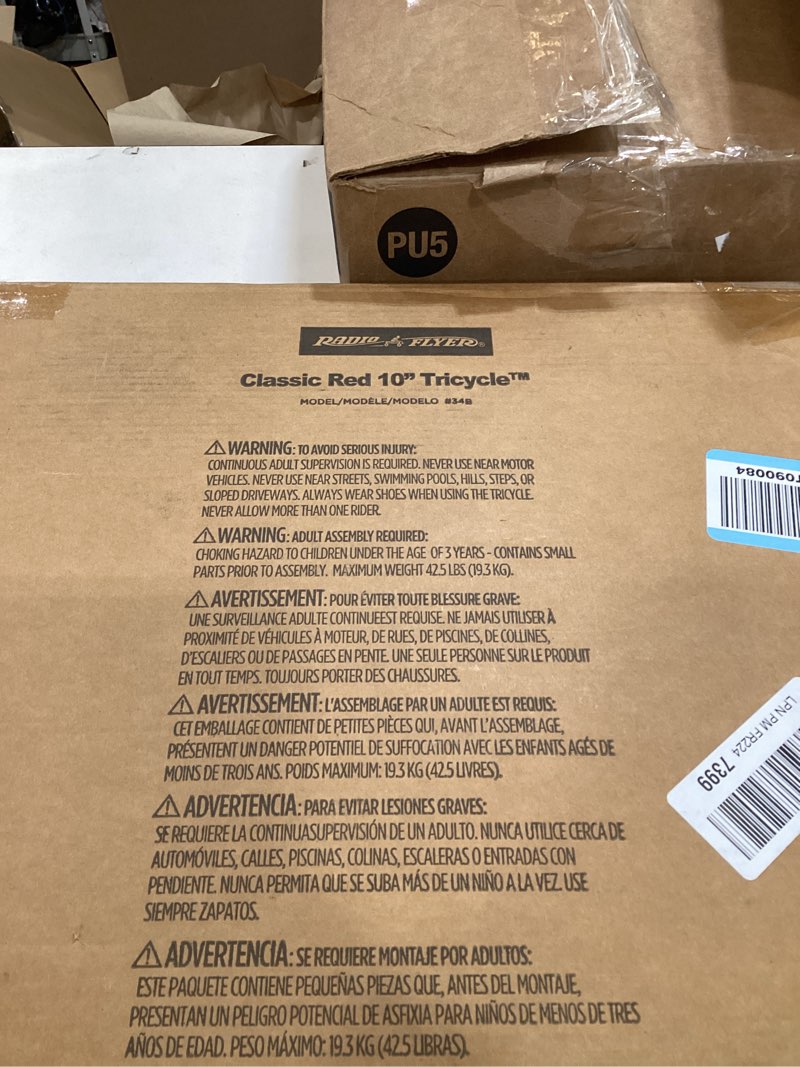 PU5
RADIO FLYER®
Classic Red 10” Tricycle™
MODEL/MODÈLE/MODELO #34B
⚠ WARNING: TO AVOID SERIOUS INJURY:
CONTINUOUS ADULT SUPERVISION IS REQUIRED. NEVER USE NEAR MOTOR
VEHICLES. NEVER USE NEAR STREETS, SWIMMING POOLS, HILLS, STEPS, OR
SLOPED DRIVEWAYS. ALWAYS WEAR SHOES WHEN USING THE TRICYCLE.
NEVER ALLOW MORE THAN ONE RIDER.
⚠ WARNING: ADULT ASSEMBLY REQUIRED:
CHOKING HAZARD TO CHILDREN UNDER THE AGE OF 3 YEARS - CONTAINS SMALL
PARTS PRIOR TO ASSEMBLY. MAXIMUM WEIGHT 42.5 LBS (19.3 KG).
⚠ AVERTISSEMENT: POUR ÉVITER TOUTE BLESSURE GRAVE:
UNE SURVEILLANCE ADULTE CONTINUEEST REQUISE. NE JAMAIS UTILISER À
PROXIMITÉ DE VÉHICULES À MOTEUR, DE RUES, DE PISCINES, DE COLLINES,
D'ESCALIERS OU DE PASSAGES EN PENTE. UNE SEULE PERSONNE SUR LE PRODUIT
EN TOUT TEMPS. TOUJOURS PORTER DES CHAUSSURES.
⚠ AVERTISSEMENT: L'ASSEMBLAGE PAR UN ADULTE EST REQUIS:
CET EMBALLAGE CONTIENT DE PETITES PIÈCES QUI, AVANT L'ASSEMBLAGE,
PRÉSENTENT UN DANGER POTENTIEL DE SUFFOCATION AVEC LES ENFANTS AGÉS DE
MOINS DE TROIS ANS. POIDS MAXIMUM: 19.3 KG (42.5 LIVRES).
⚠ ADVERTENCIA: PARA EVITAR LESIONES GRAVES:
SE REQUIERE LA CONTINUASUPERVISIÓN DE UN ADULTO. NUNCA UTILICE CERCA DE
AUTOMÓVILES, CALLES, PISCINAS, COLINAS, ESCALERAS O ENTRADAS CON
PENDIENTE. NUNCA PERMITA QUE SE SUBA MÁS DE UN NIÑO A LA VEZ. USE
SIEMPRE ZAPATOS.
⚠ ADVERTENCIA: SE REQUIERE MONTAJE POR ADULTOS:
ESTE PAQUETE CONTIENE PEQUEÑAS PIEZAS QUE, ANTES DEL MONTAJE,
PRESENTAN UN PELIGRO POTENCIAL DE ASFIXIA PARA NIÑOS DE MENOS DE TRES
AÑOS DE EDAD. PESO MÁXIMO: 19.3 KG (42.5 LIBRAS).
T090084
LPN PM FR224 7399